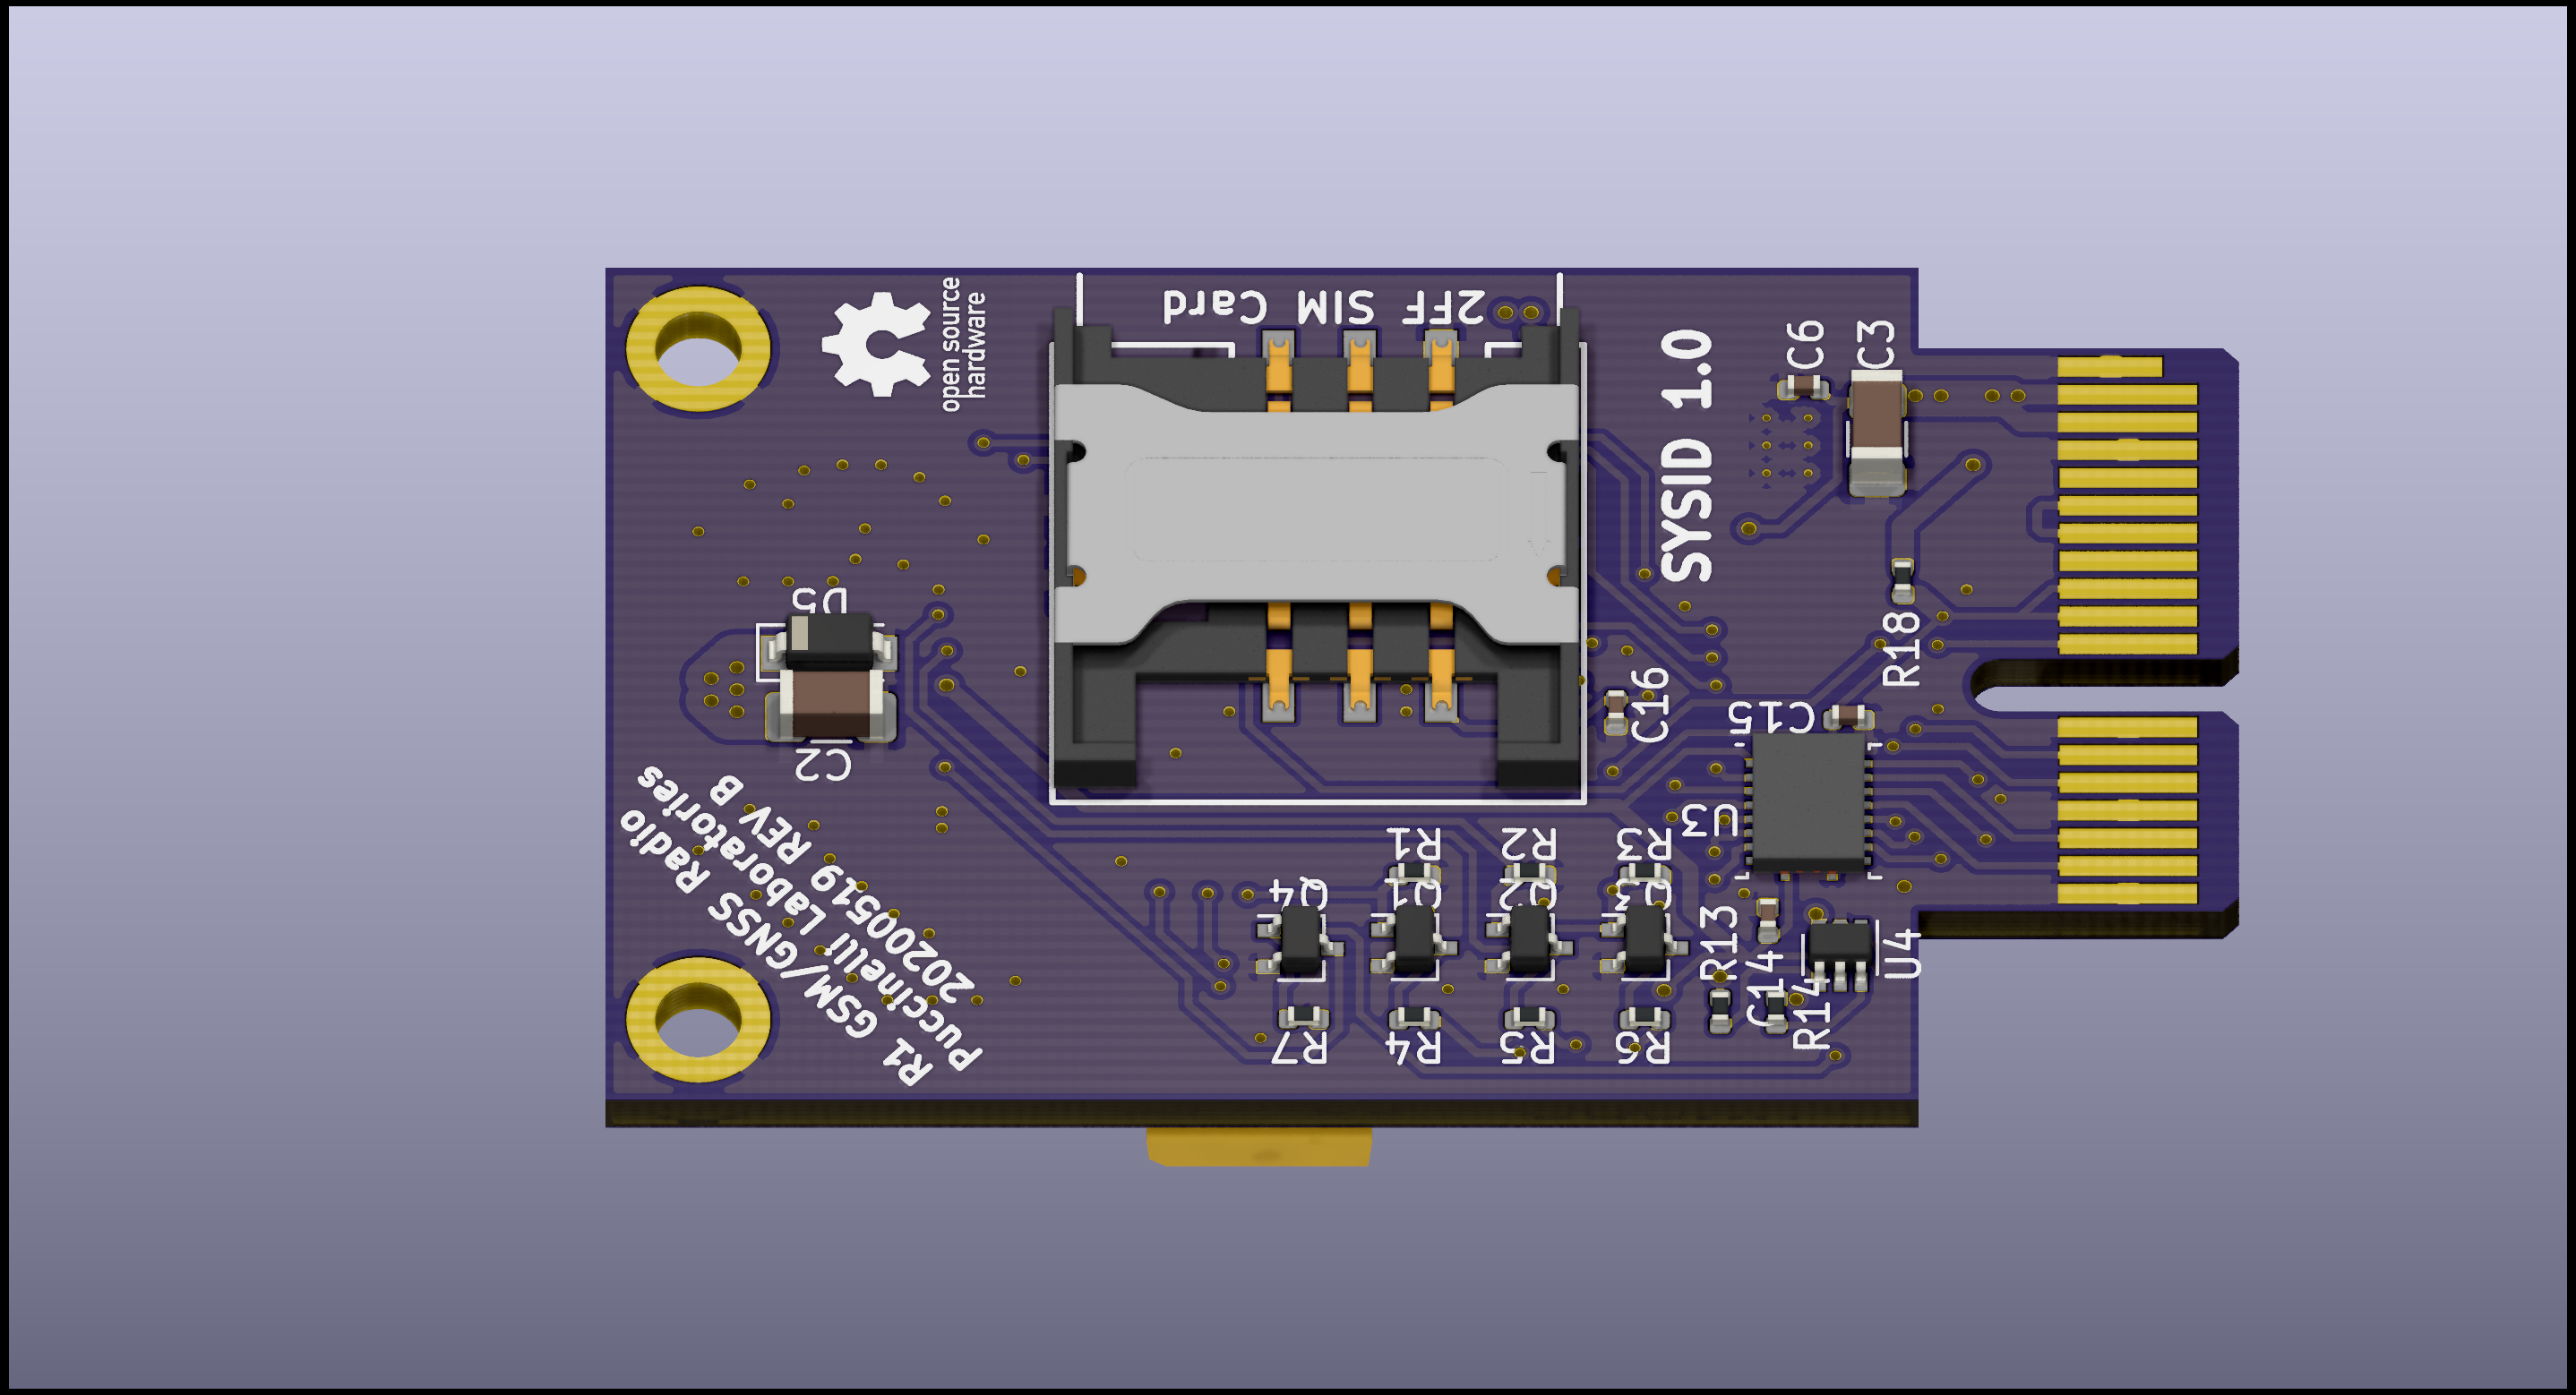 open source
hardware
2FF SIM Card
SYSID 1.0
C6
C3
R18
D5
C2
C16
C15
U3
R1
R2
R3
Q4
Q1
Q2
Q3
R13
C14
R14
U4
R7
R4
R5
R6
R1 GSM/GNSS Radio
Puccinelli Laboratories
20200519 REV B